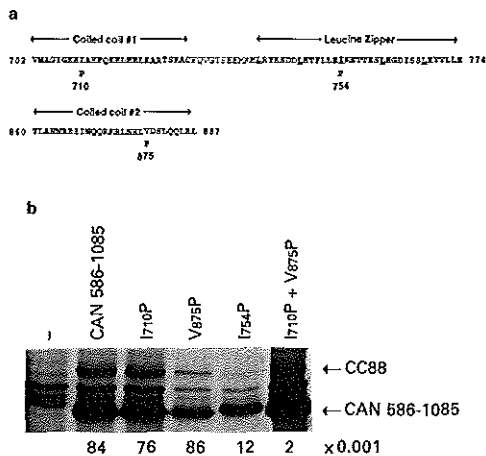 a
Coiled coil #1
Leucine Zipper
702
774
P
710
P
754
Coiled coil #2
840
887
P
875
b
CAN 586-1085
I710P
V875P
I754P
I710P + V875P
← CC88
← CAN 586-1085
84 76 86 12 2 x0.001